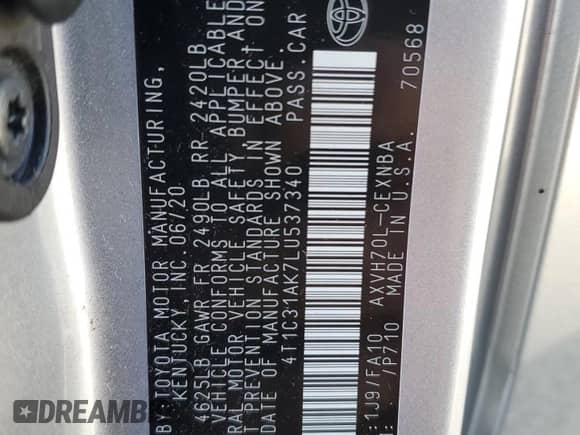 BY TOYOTA MOTOR MANUFACTURING,
KENTUCKY, INC. 06/20
4625LB GAWR FR 2490LB RR 2420LB
VEHICLE CONFORMS TO ALL APPLICABLE
ERAL MOTOR VEHICLE SAFETY, BUMPER AND
T PREVENTION STANDARDS IN EFFECT ON
DATE OF MANUFACTURE SHOWN ABOVE.
4T1C31AK7LU537340 PASS.CAR
:1J9/FA10 AXVH70L-CEXNBA
: /P710 MADE IN U.S.A. 70568
DREAMBID